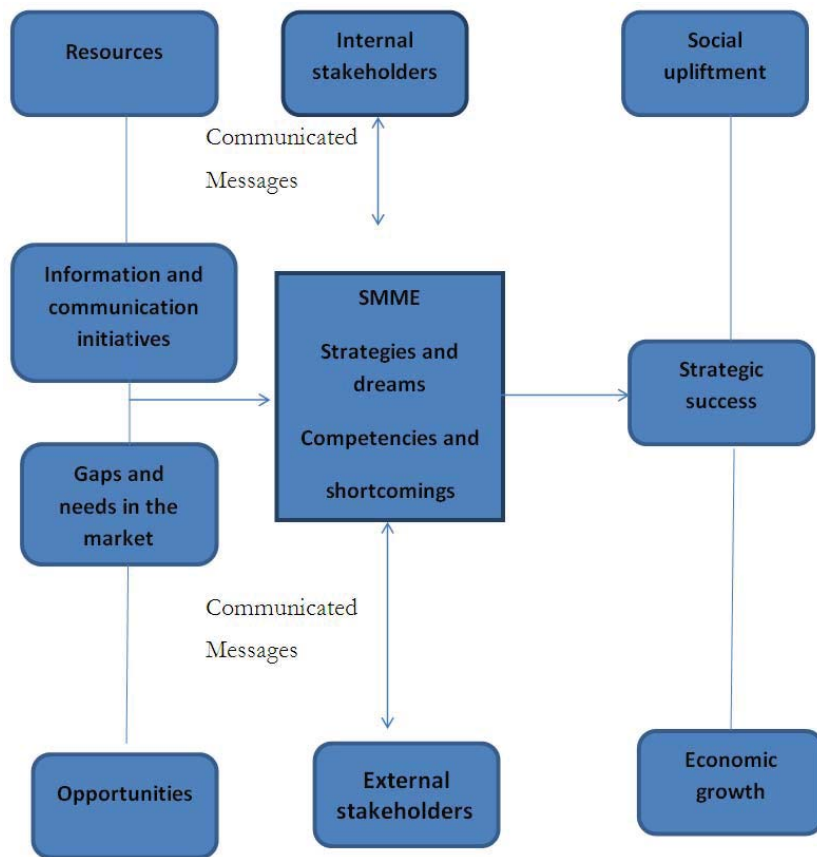 Resources
Internal
stakeholders
Social
upliftment
Communicated
Messages
Information and
communication
initiatives
SMME
Strategies and
dreams
Competencies and
shortcomings
Strategic
success
Gaps and
needs in the
market
Communicated
Messages
Opportunities
External
stakeholders
Economic
growth